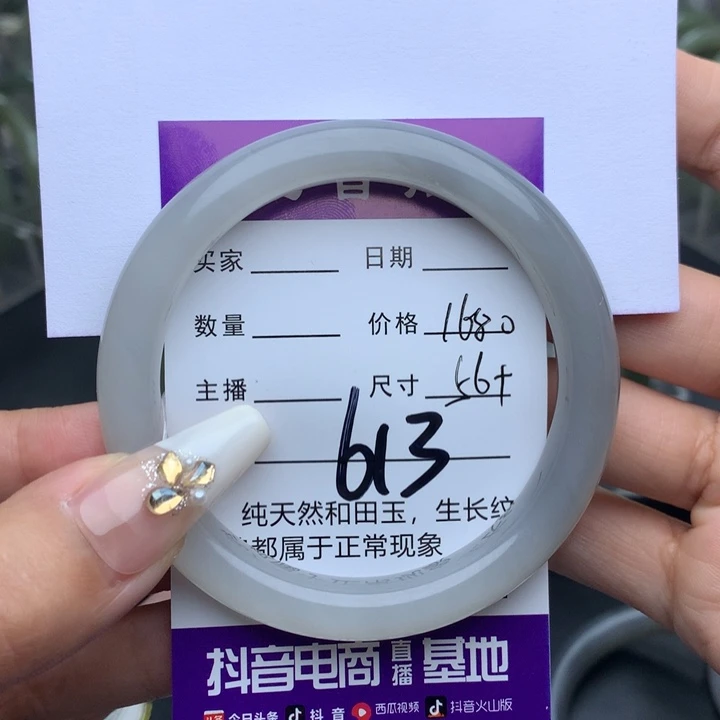 买家 日期
数量 价格 1680
主播 尺寸 56+
613
纯天然和田玉，生长纹
都属于正常现象
抖音电商 直播 基地
头条 今日头条 抖音 西瓜视频 抖音火山版